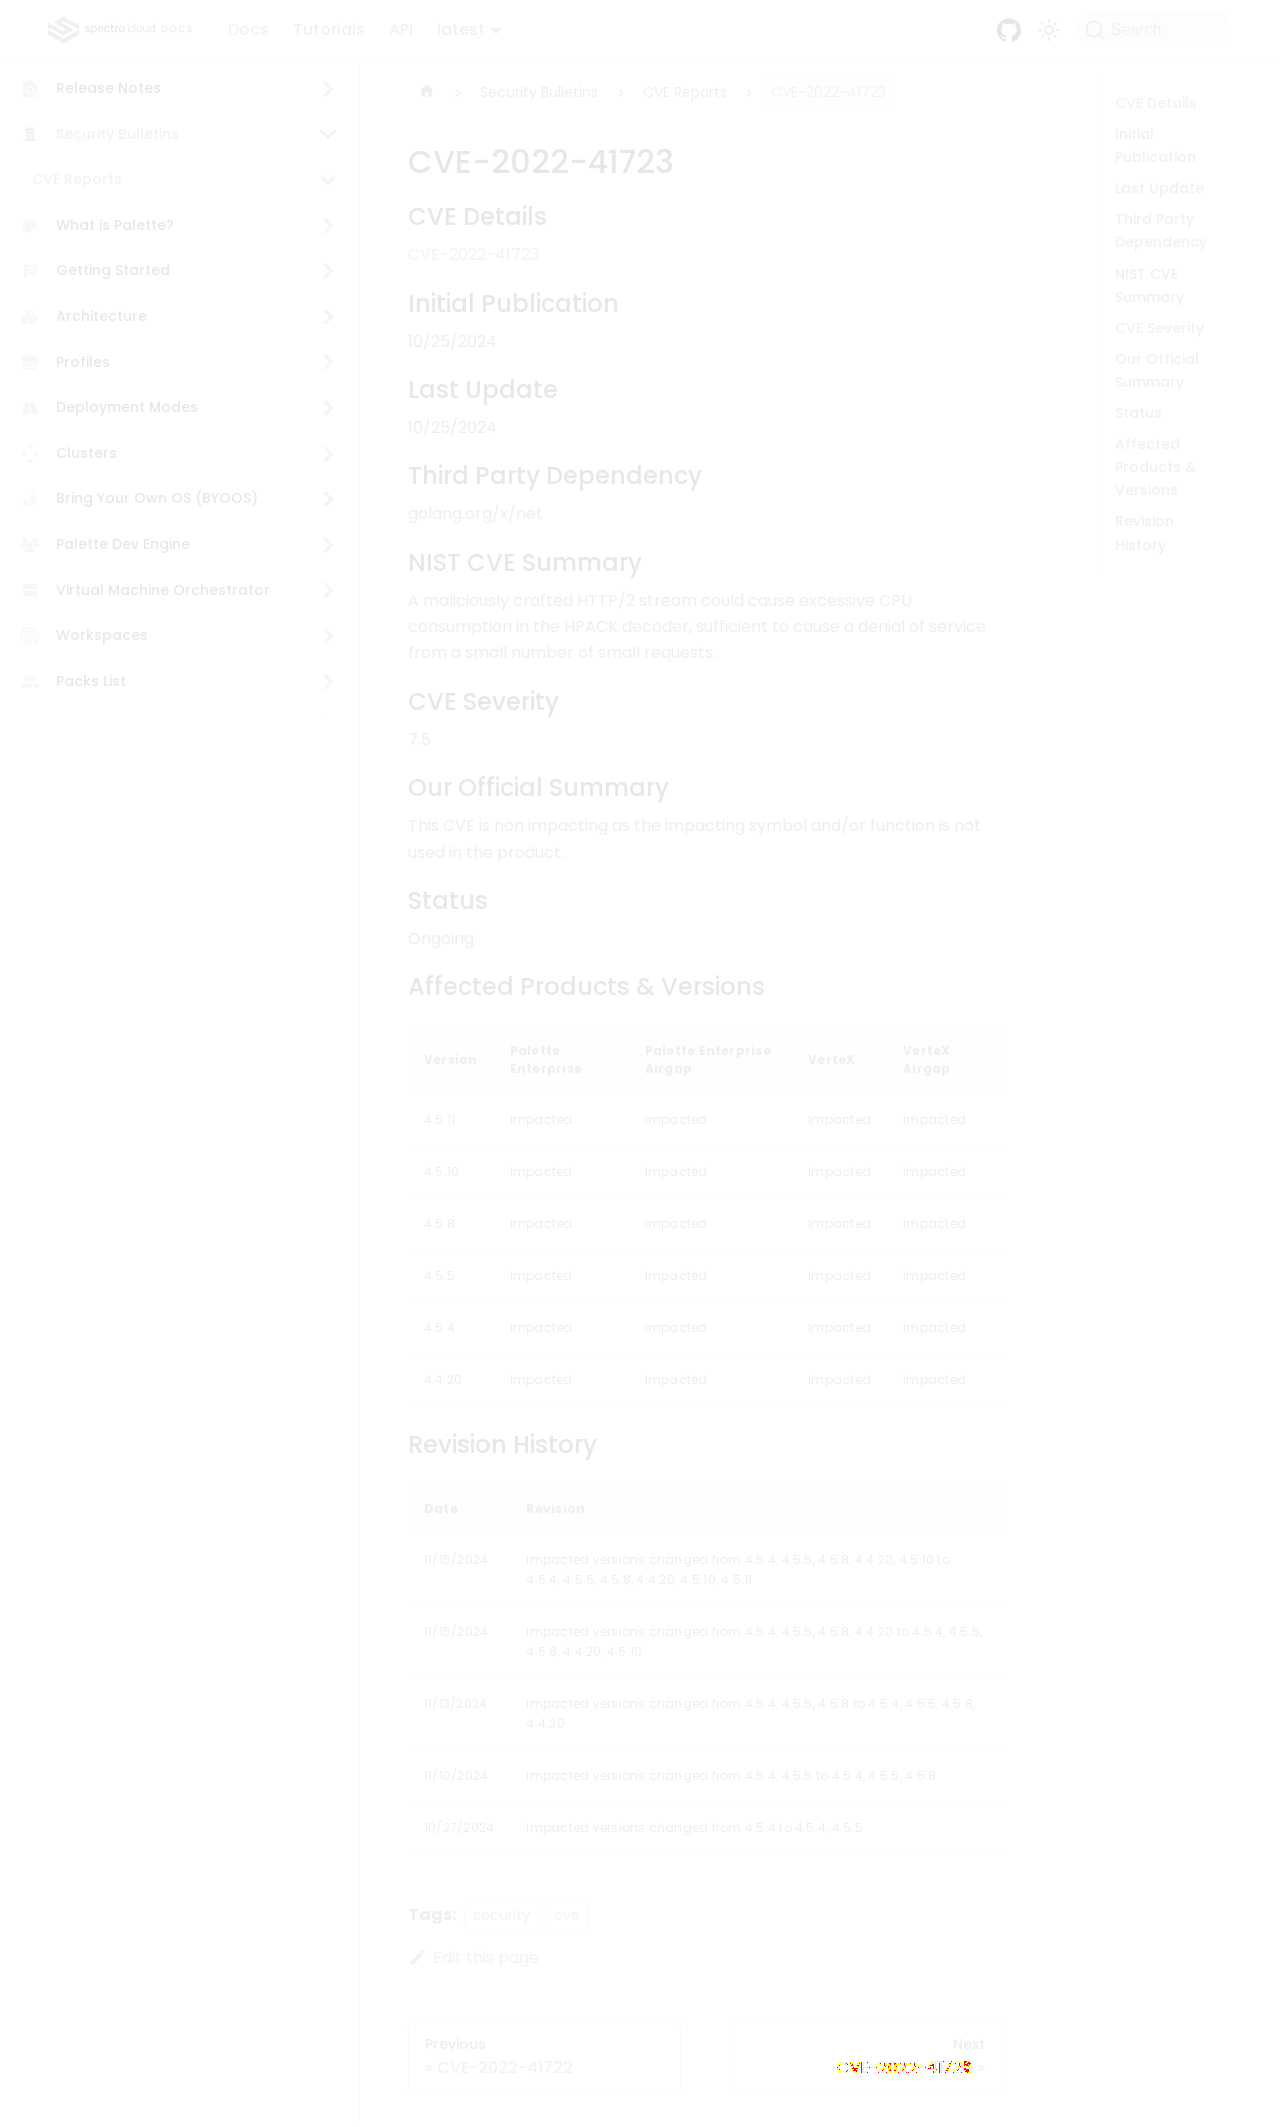 spectro cloud DOCS Docs Tutorials API latest Search
Release Notes
Security Bulletins
CVE Reports
What is Palette?
Getting Started
Architecture
Profiles
Deployment Modes
Clusters
Bring Your Own OS (BYOOS)
Palette Dev Engine
Virtual Machine Orchestrator
Workspaces
Packs List
Security Bulletins CVE Reports CVE-2022-41723
CVE-2022-41723
CVE Details
CVE-2022-41723
Initial Publication
10/25/2024
Last Update
10/25/2024
Third Party Dependency
golang.org/x/net
NIST CVE Summary
A maliciously crafted HTTP/2 stream could cause excessive CPU
consumption in the HPACK decoder, sufficient to cause a denial of service
from a small number of small requests.
CVE Severity
7.5
Our Official Summary
This CVE is non impacting as the impacting symbol and/or function is not
used in the product.
Status
Ongoing
Affected Products & Versions
Version Palette Enterprise Palette Enterprise Airgap VerteX VerteX Airgap
4.5.11 Impacted Impacted Impacted Impacted
4.5.10 Impacted Impacted Impacted Impacted
4.5.8 Impacted Impacted Impacted Impacted
4.5.5 Impacted Impacted Impacted Impacted
4.5.4 Impacted Impacted Impacted Impacted
4.4.20 Impacted Impacted Impacted Impacted
Revision History
Date Revision
11/15/2024 Impacted versions changed from 4.5.4, 4.5.5, 4.5.8, 4.4.20, 4.5.10 to
4.5.4, 4.5.5, 4.5.8, 4.4.20, 4.5.10, 4.5.11
11/15/2024 Impacted versions changed from 4.5.4, 4.5.5, 4.5.8, 4.4.20 to 4.5.4, 4.5.5,
4.5.8, 4.4.20, 4.5.10
11/13/2024 Impacted versions changed from 4.5.4, 4.5.5, 4.5.8 to 4.5.4, 4.5.5, 4.5.8,
4.4.20
11/10/2024 Impacted versions changed from 4.5.4, 4.5.5 to 4.5.4, 4.5.5, 4.5.8
10/27/2024 Impacted versions changed from 4.5.4 to 4.5.4, 4.5.5
Tags: security cve
Edit this page
Previous
« CVE-2022-41722
Next
»
CVE Details
Initial
Publication
Last Update
Third Party
Dependency
NIST CVE
Summary
CVE Severity
Our Official
Summary
Status
Affected
Products &
Versions
Revision
History